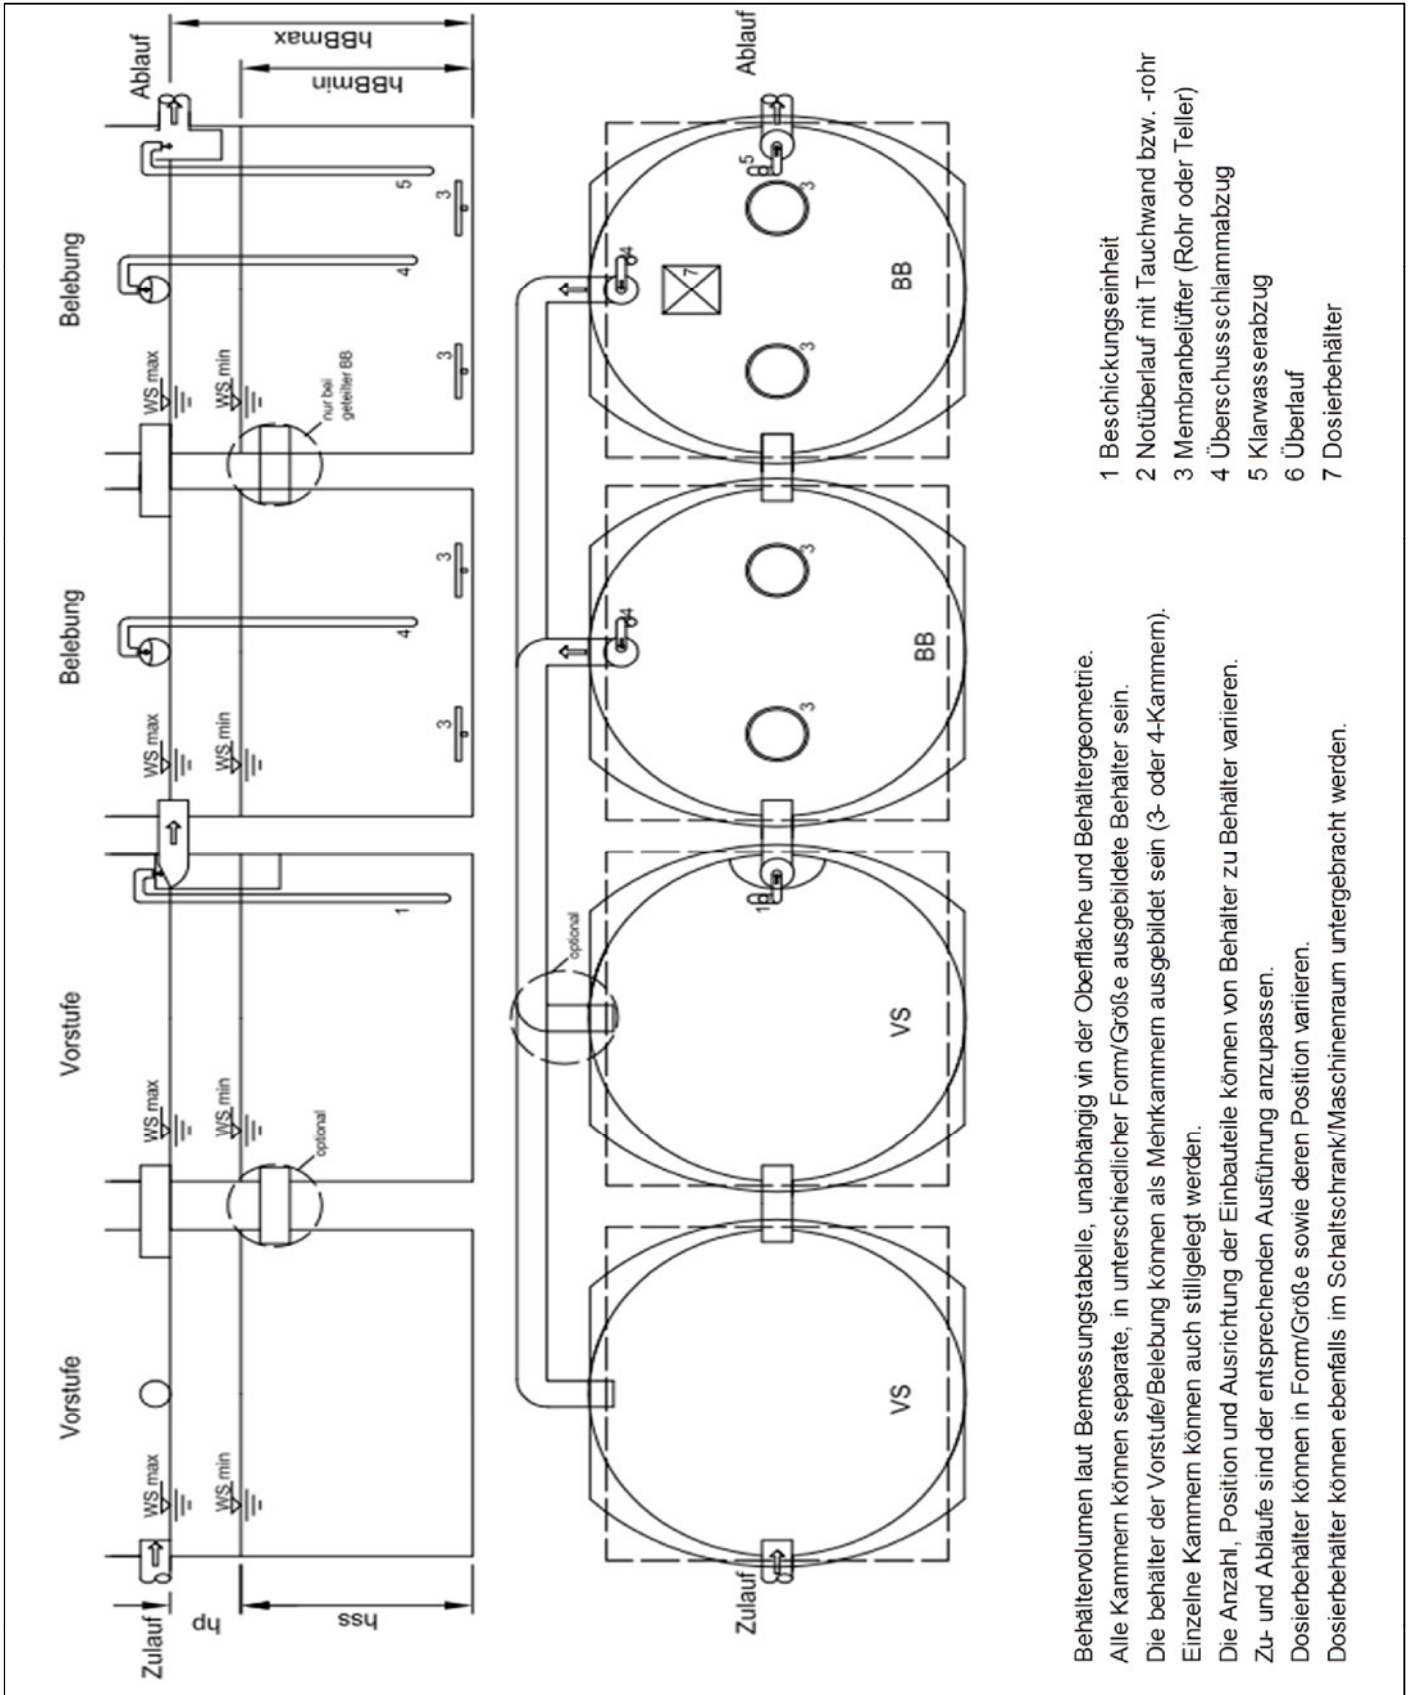 Vorstufe
Vorstufe
Belebung
Belebung
Zulauf
WS max
WS max
WS max
WS max
Ablauf
hp
WS min
WS min
WS min
WS min
hBBmax
hBBmin
hss
optional
nur bei
geteilter BB
1
3
3
4
3
3
4
5
optional
Zulauf
VS
VS
1
BB
3
3
4
BB
3
3
4
5
7
Ablauf
Behältervolumen laut Bemessungstabelle, unabhängig vin der Oberfläche und Behältergeometrie.
Alle Kammern können separate, in unterschiedlicher Form/Größe ausgebildete Behälter sein.
Die behälter der Vorstufe/Belebung können als Mehrkammern ausgebildet sein (3- oder 4-Kammern).
Einzelne Kammern können auch stillgelegt werden.
Die Anzahl, Position und Ausrichtung der Einbauteile können von Behälter zu Behälter variieren.
Zu- und Abläufe sind der entsprechenden Ausführung anzupassen.
Dosierbehälter können in Form/Größe sowie deren Position variieren.
Dosierbehälter können ebenfalls im Schaltschrank/Maschinenraum untergebracht werden.
1 Beschickungseinheit
2 Notüberlauf mit Tauchwand bzw. -rohr
3 Membranbelüfter (Rohr oder Teller)
4 Überschussschlammabzug
5 Klarwasserabzug
6 Überlauf
7 Dosierbehälter